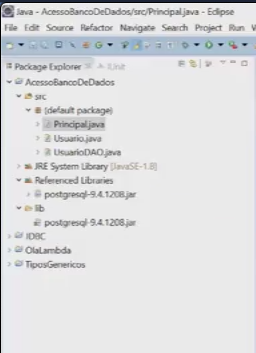 Java - AcessoBancoDeDados/src/Principal.java - Eclipse
File Edit Source Refactor Navigate Search Project Run W
Package Explorer JUnit
AcessoBancoDeDados
src
(default package)
Principal.java
Usuario.java
UsuarioDAO.java
JRE System Library [JavaSE-1.8]
Referenced Libraries
postgresql-9.4.1208.jar
lib
postgresql-9.4.1208.jar
JDBC
OlaLambda
TiposGenericos